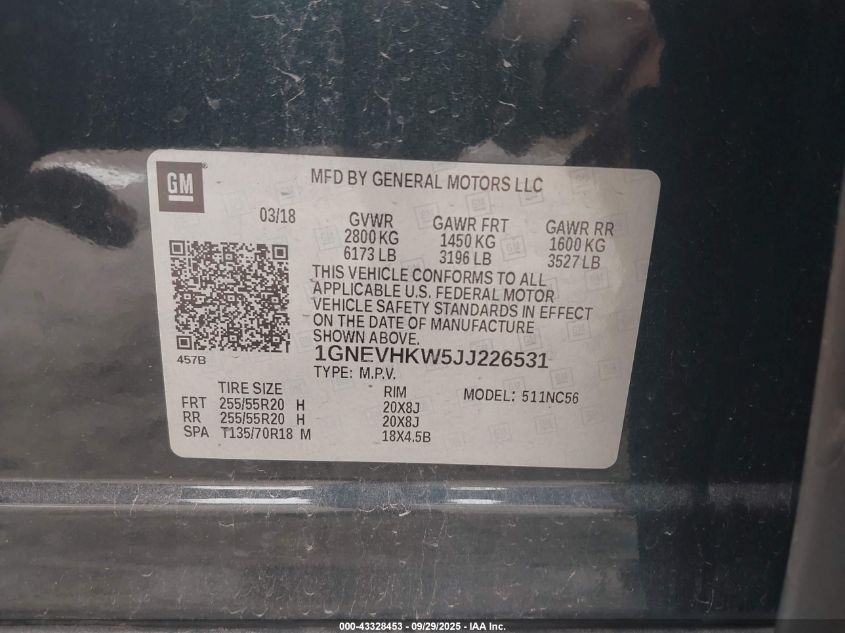 GM
MFD BY GENERAL MOTORS LLC
03/18 GVWR GAWR FRT GAWR RR
2800 KG 1450 KG 1600 KG
6173 LB 3196 LB 3527 LB
THIS VEHICLE CONFORMS TO ALL
APPLICABLE U.S. FEDERAL MOTOR
VEHICLE SAFETY STANDARDS IN EFFECT
ON THE DATE OF MANUFACTURE
SHOWN ABOVE.
457B
1GNEVHKW5JJ226531
TYPE: M.P.V.
TIRE SIZE RIM MODEL: 511NC56
FRT 255/55R20 H 20X8J
RR 255/55R20 H 20X8J
SPA T135/70R18 M 18X4.5B
000-43328453 - 09/29/2025 - IAA Inc.